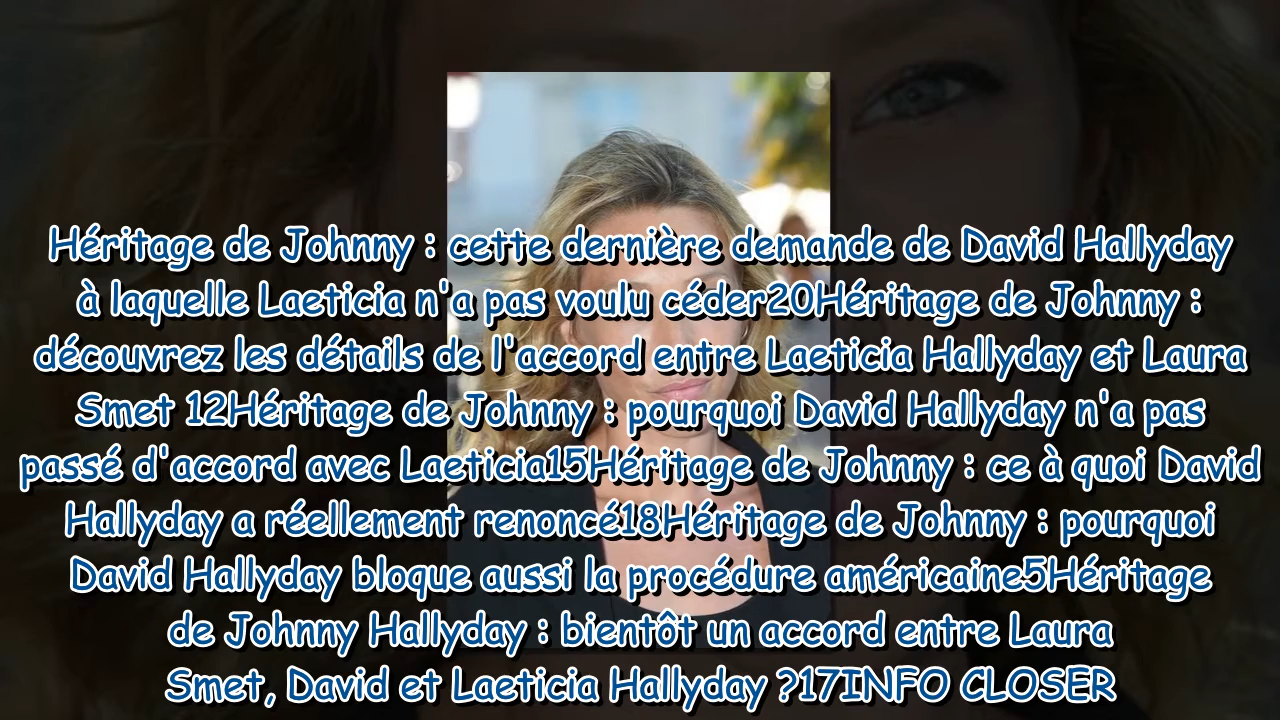 Héritage de Johnny : cette dernière demande de David Hallyday
à laquelle Laeticia n'a pas voulu céder20Héritage de Johnny :
découvrez les détails de l'accord entre Laeticia Hallyday et Laura
Smet 12Héritage de Johnny : pourquoi David Hallyday n'a pas
passé d'accord avec Laeticia15Héritage de Johnny : ce à quoi David
Hallyday a réellement renoncé18Héritage de Johnny : pourquoi
David Hallyday bloque aussi la procédure américaine5Héritage
de Johnny Hallyday : bientôt un accord entre Laura
Smet, David et Laeticia Hallyday ?17INFO CLOSER